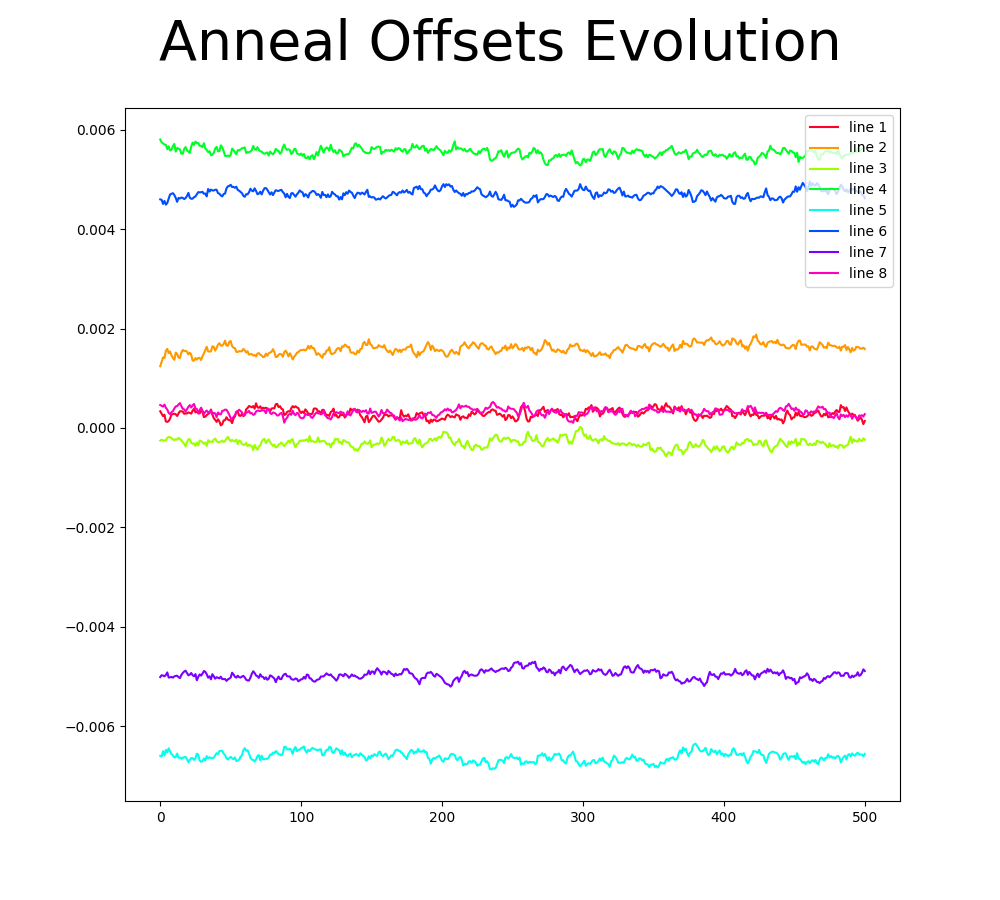 Anneal Offsets Evolution
line 1
line 2
line 3
line 4
line 5
line 6
line 7
line 8
0.006
0.004
0.002
0.000
−0.002
−0.004
−0.006
0 100 200 300 400 500